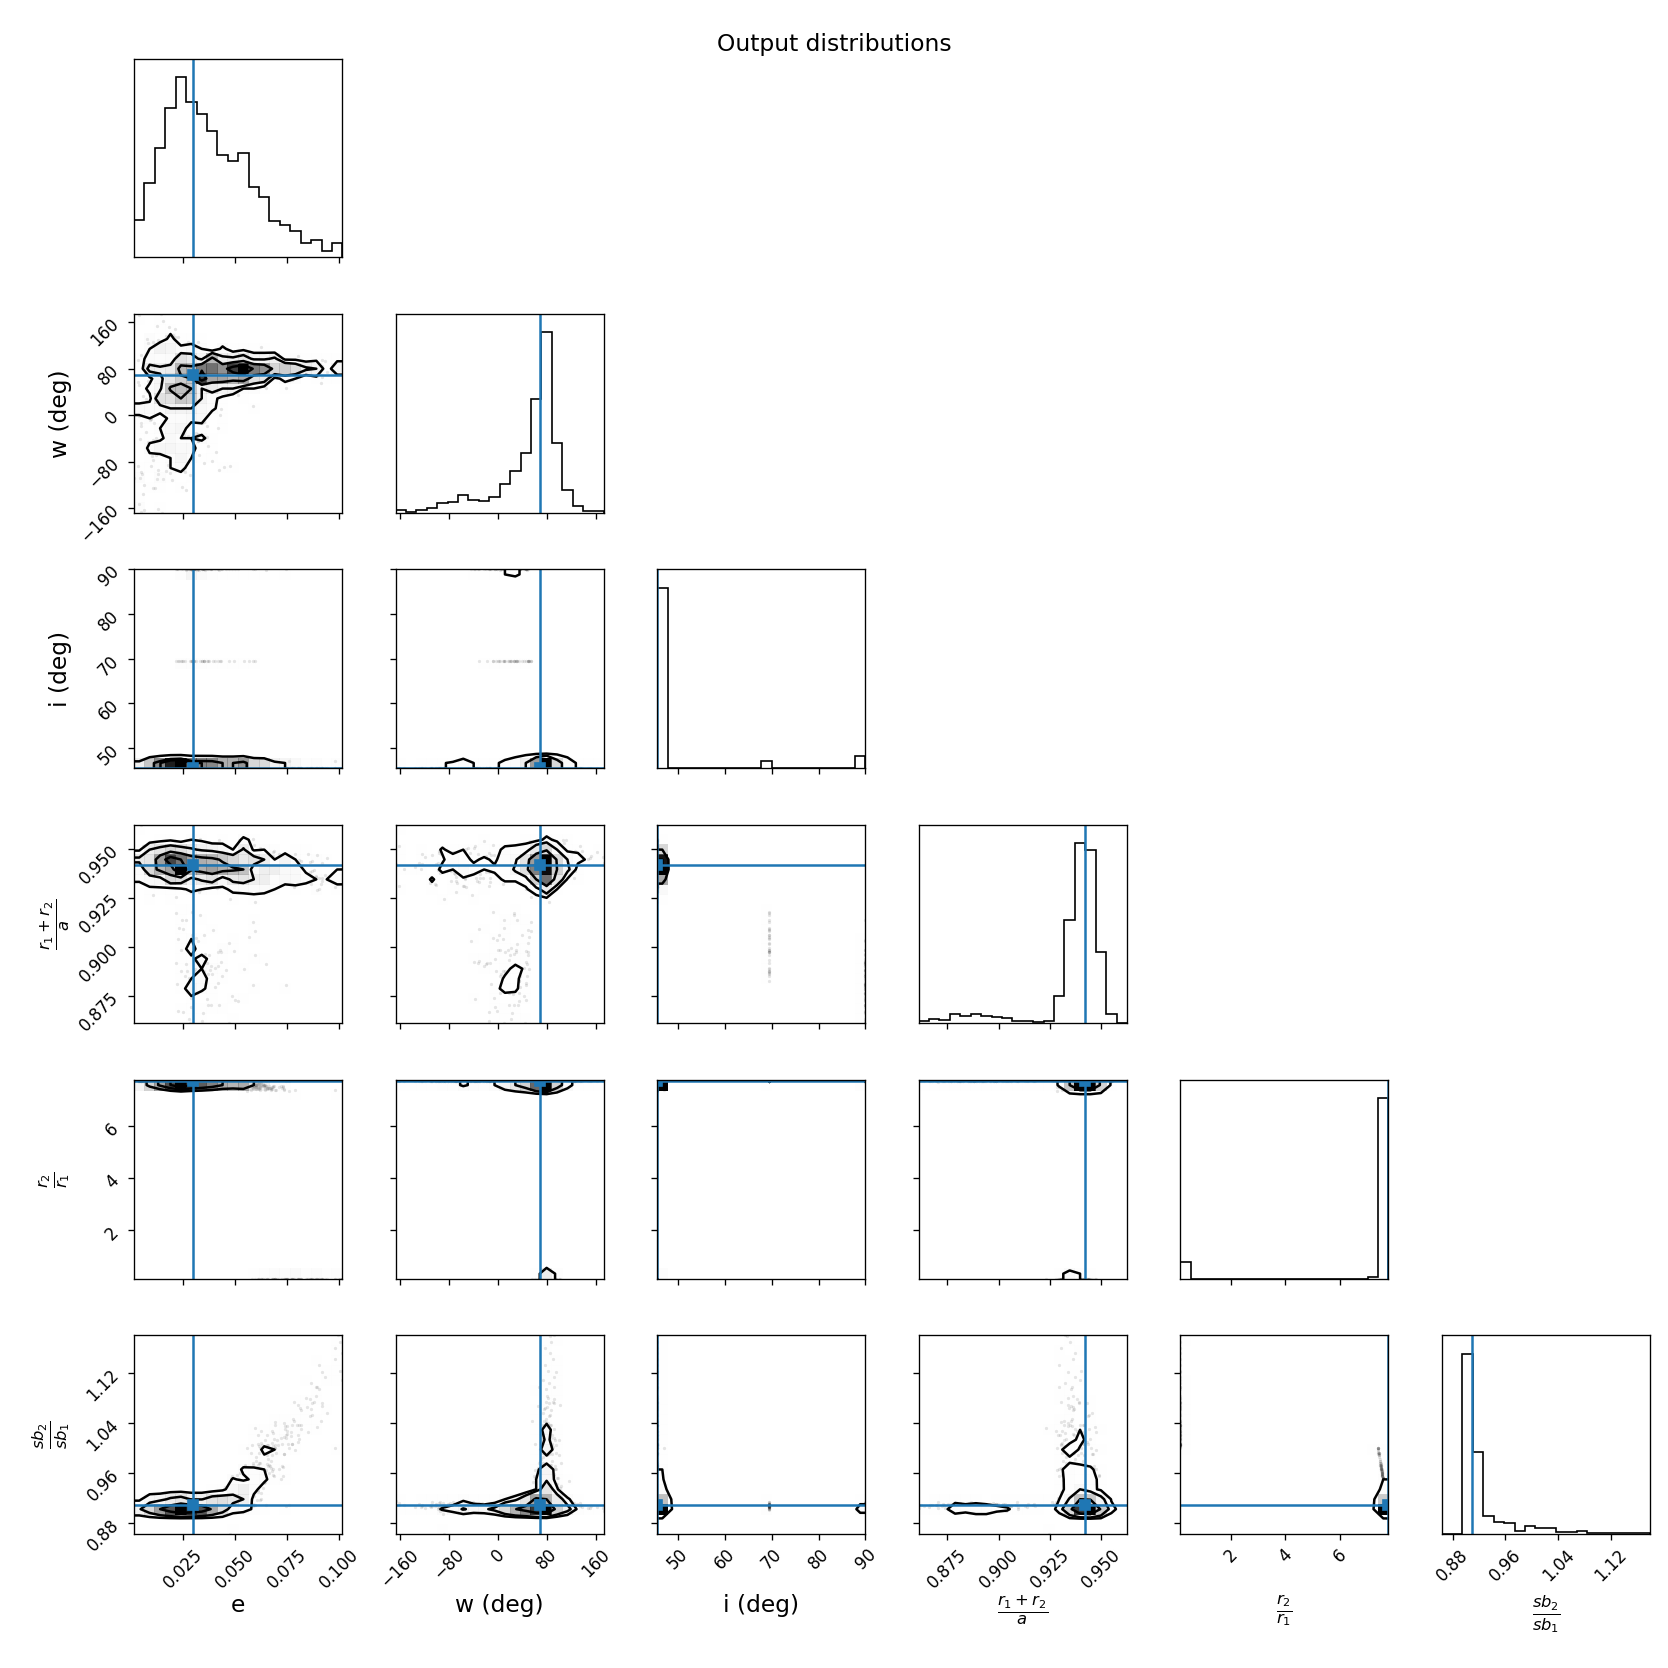 Output distributions
160
80
0
−80
−160
w (deg)
90
80
70
60
50
i (deg)
0.950
0.925
0.900
0.875
r₁ + r₂
a
6
4
2
r₂
r₁
1.12
1.04
0.96
0.88
sb₂
sb₁
0.025 0.050 0.075 0.100 −160 −80 0 80 160 50 60 70 80 90 0.875 0.900 0.925 0.950 2 4 6 0.88 0.96 1.04 1.12
e w (deg) i (deg) r₁ + r₂ r₂ sb₂
a r₁ sb₁